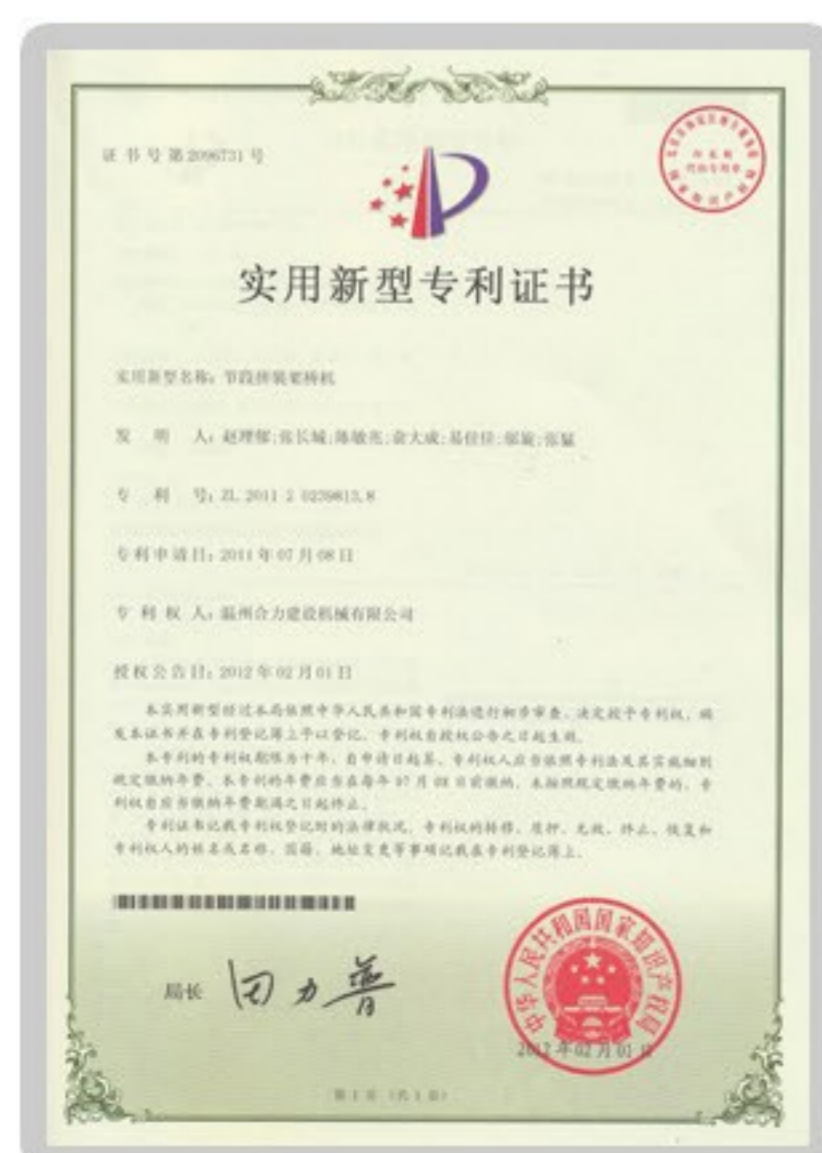 证书号第2096731号
实用新型专利证书
实用新型名称：节段拼装架桥机
发 明 人：赵理郁;张长城;陈敏亮;俞大成;易佳佳;张猛
专 利 号：ZL 2011 2 0239813.8
专利申请日：2011年07月08日
专 利 权 人：温州合力建设机械有限公司
授权公告日：2012年02月01日
本实用新型经过本局依照中华人民共和国专利法进行初步审查，决定授予专利权，颁
发本证书并在专利登记簿上予以登记。专利权自授权公告之日起生效。
本专利的专利权期限为十年，自申请日起算。专利权人应当依照专利法及其实施细则
规定缴纳年费。本专利的年费应当在每年07月08日前缴纳。未按照规定缴纳年费的，专
利权自应当缴纳年费期满之日起终止。
专利证书记载专利权登记时的法律状况。专利权的转移、质押、无效、终止、恢复和
专利权人的姓名或名称、国籍、地址变更等事项记载在专利登记簿上。
局长 田力普
中华人民共和国国家知识产权局
2012年02月01日
第1页（共1页）